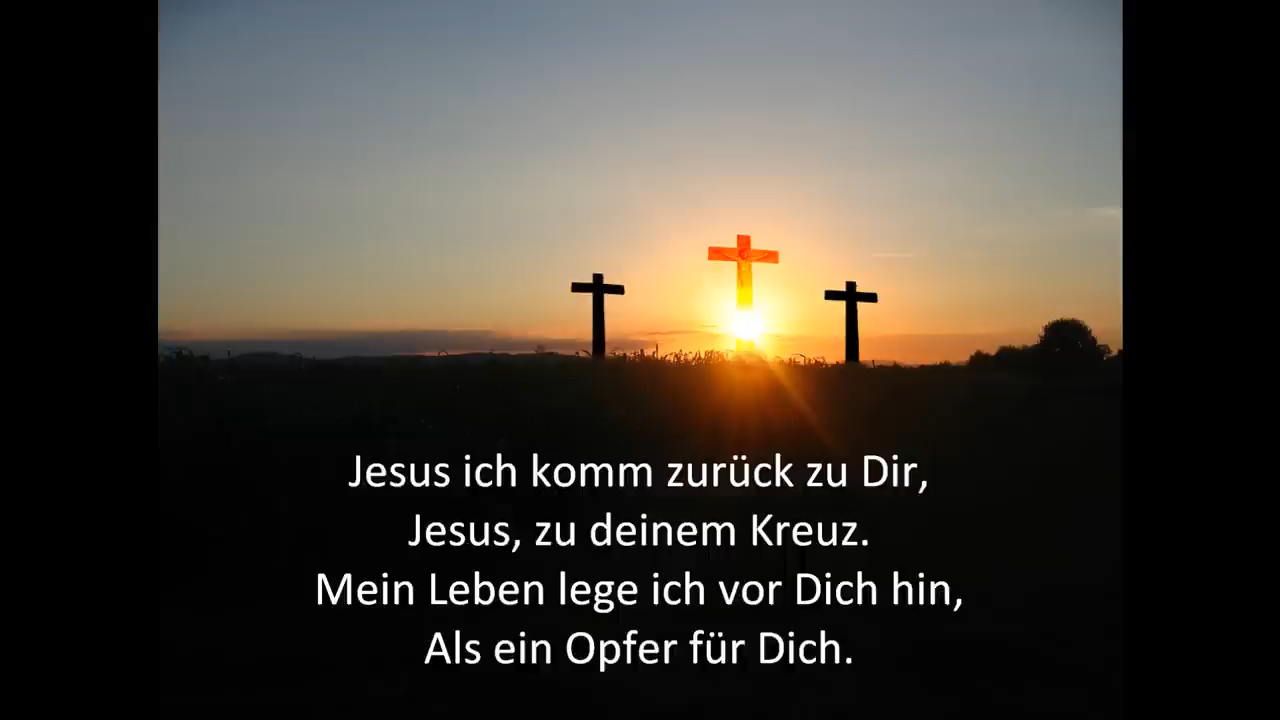 Jesus ich komm zurück zu Dir,
Jesus, zu deinem Kreuz.
Mein Leben lege ich vor Dich hin,
Als ein Opfer für Dich.